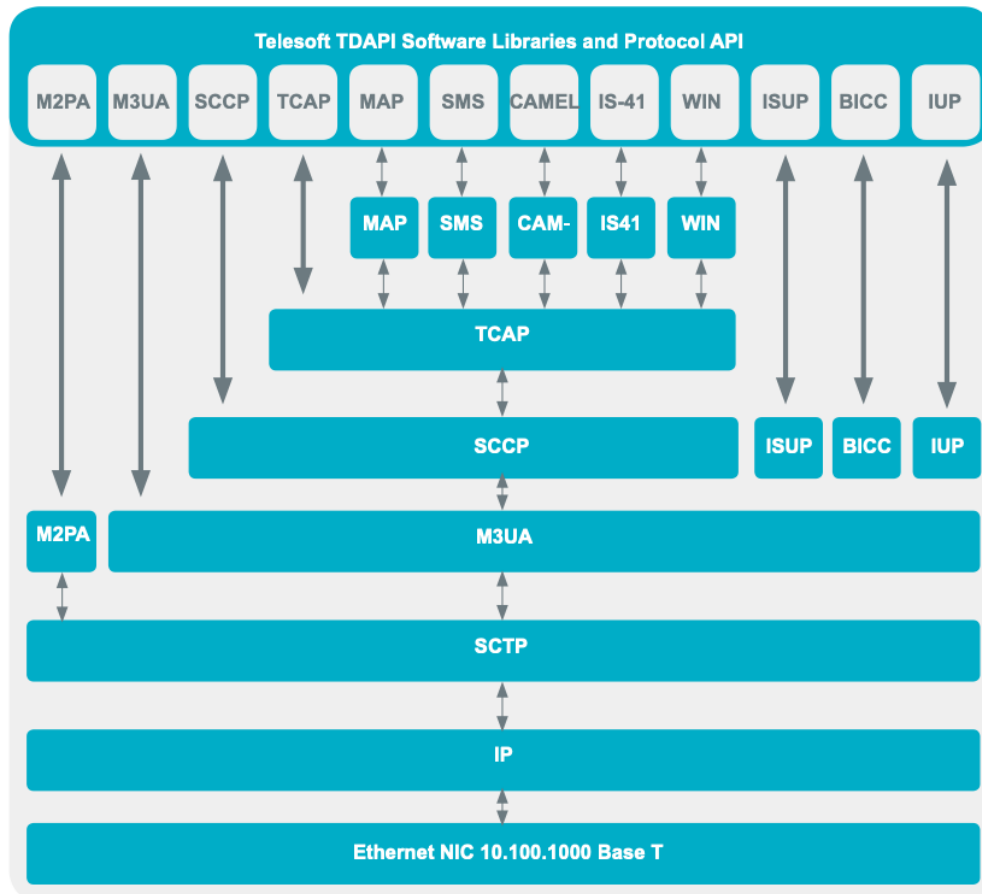 Telesoft TDAPI Software Libraries and Protocol API
M2PA M3UA SCCP TCAP MAP SMS CAMEL IS-41 WIN ISUP BICC IUP
MAP SMS CAM- IS41 WIN
TCAP
SCCP ISUP BICC IUP
M2PA M3UA
SCTP
IP
Ethernet NIC 10.100.1000 Base T